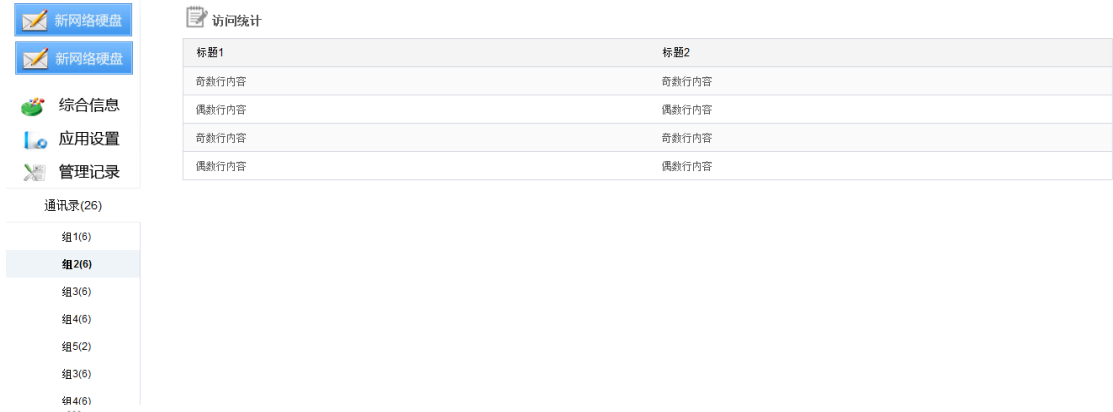 新网络硬盘
新网络硬盘
综合信息
应用设置
管理记录
通讯录(26)
组1(6)
组2(6)
组3(6)
组4(6)
组5(2)
组3(6)
组4(6)
访问统计
标题1 标题2
奇数行内容 奇数行内容
偶数行内容 偶数行内容
奇数行内容 奇数行内容
偶数行内容 偶数行内容